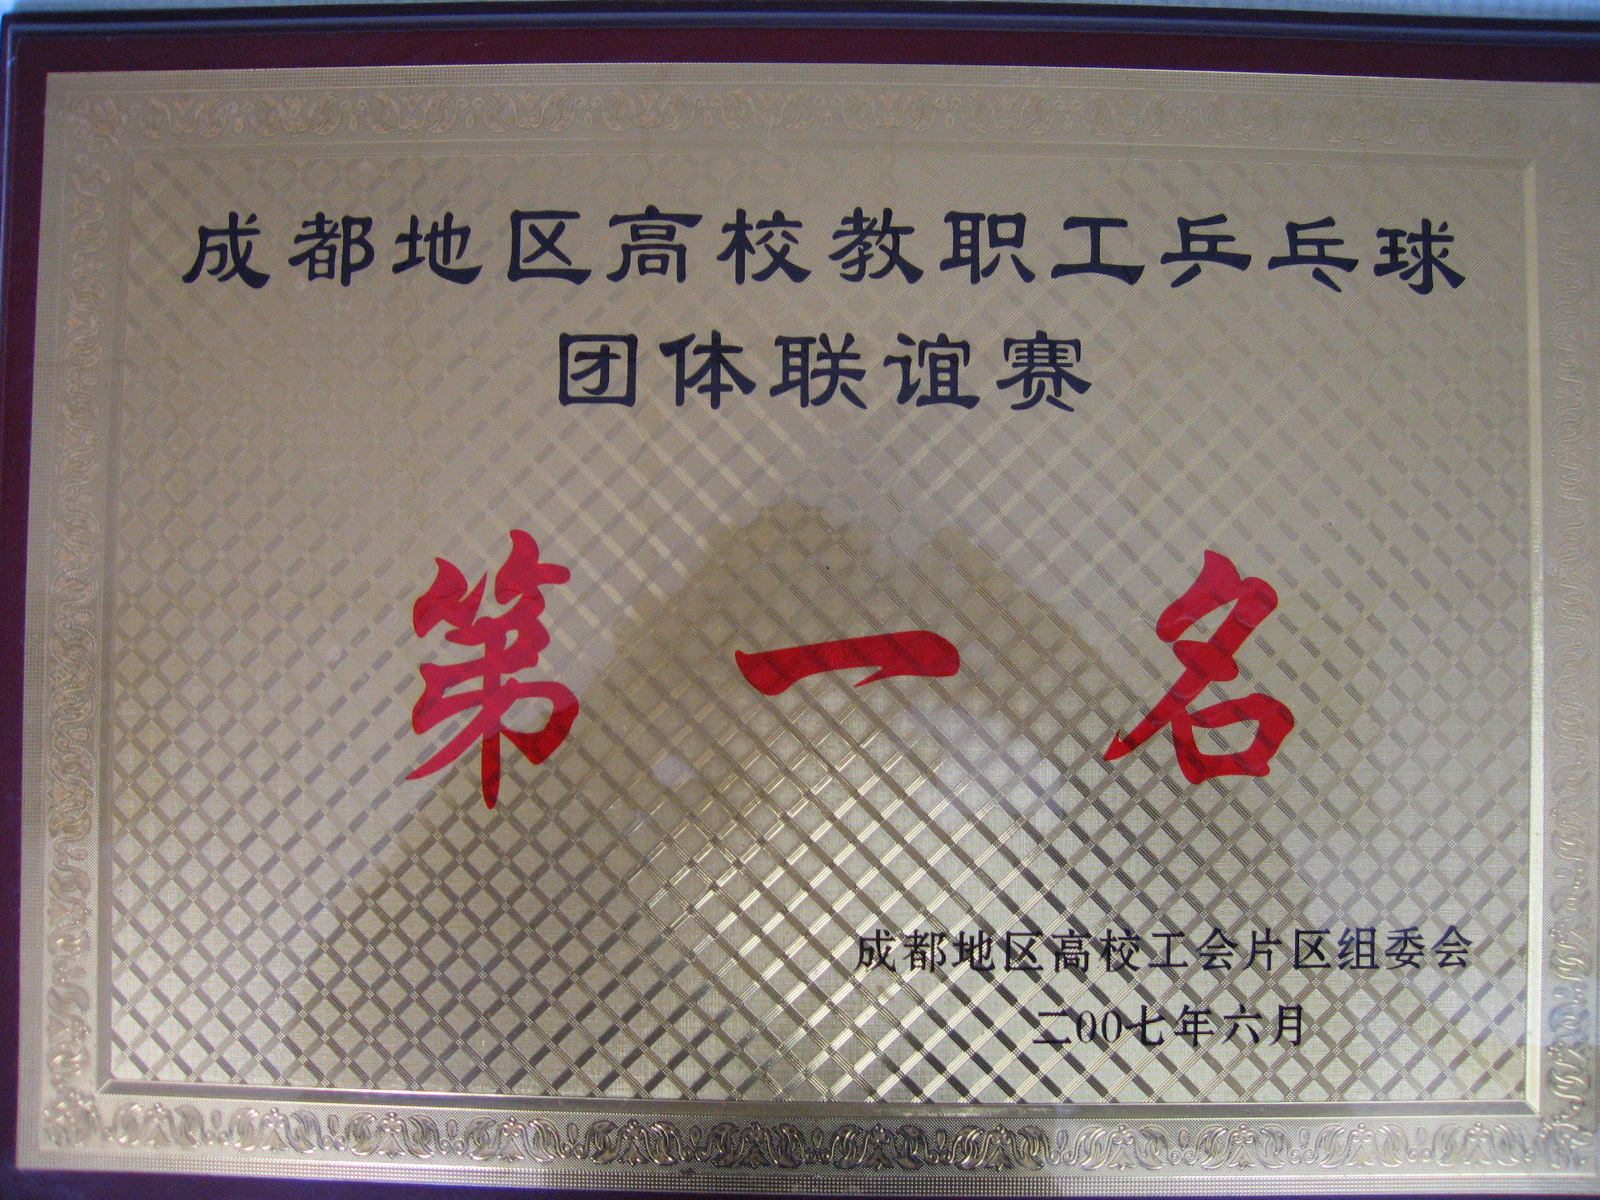 成都地区高校教职工乒乓球
团体联谊赛
第一名
成都地区高校工会片区组委会
二00七年六月